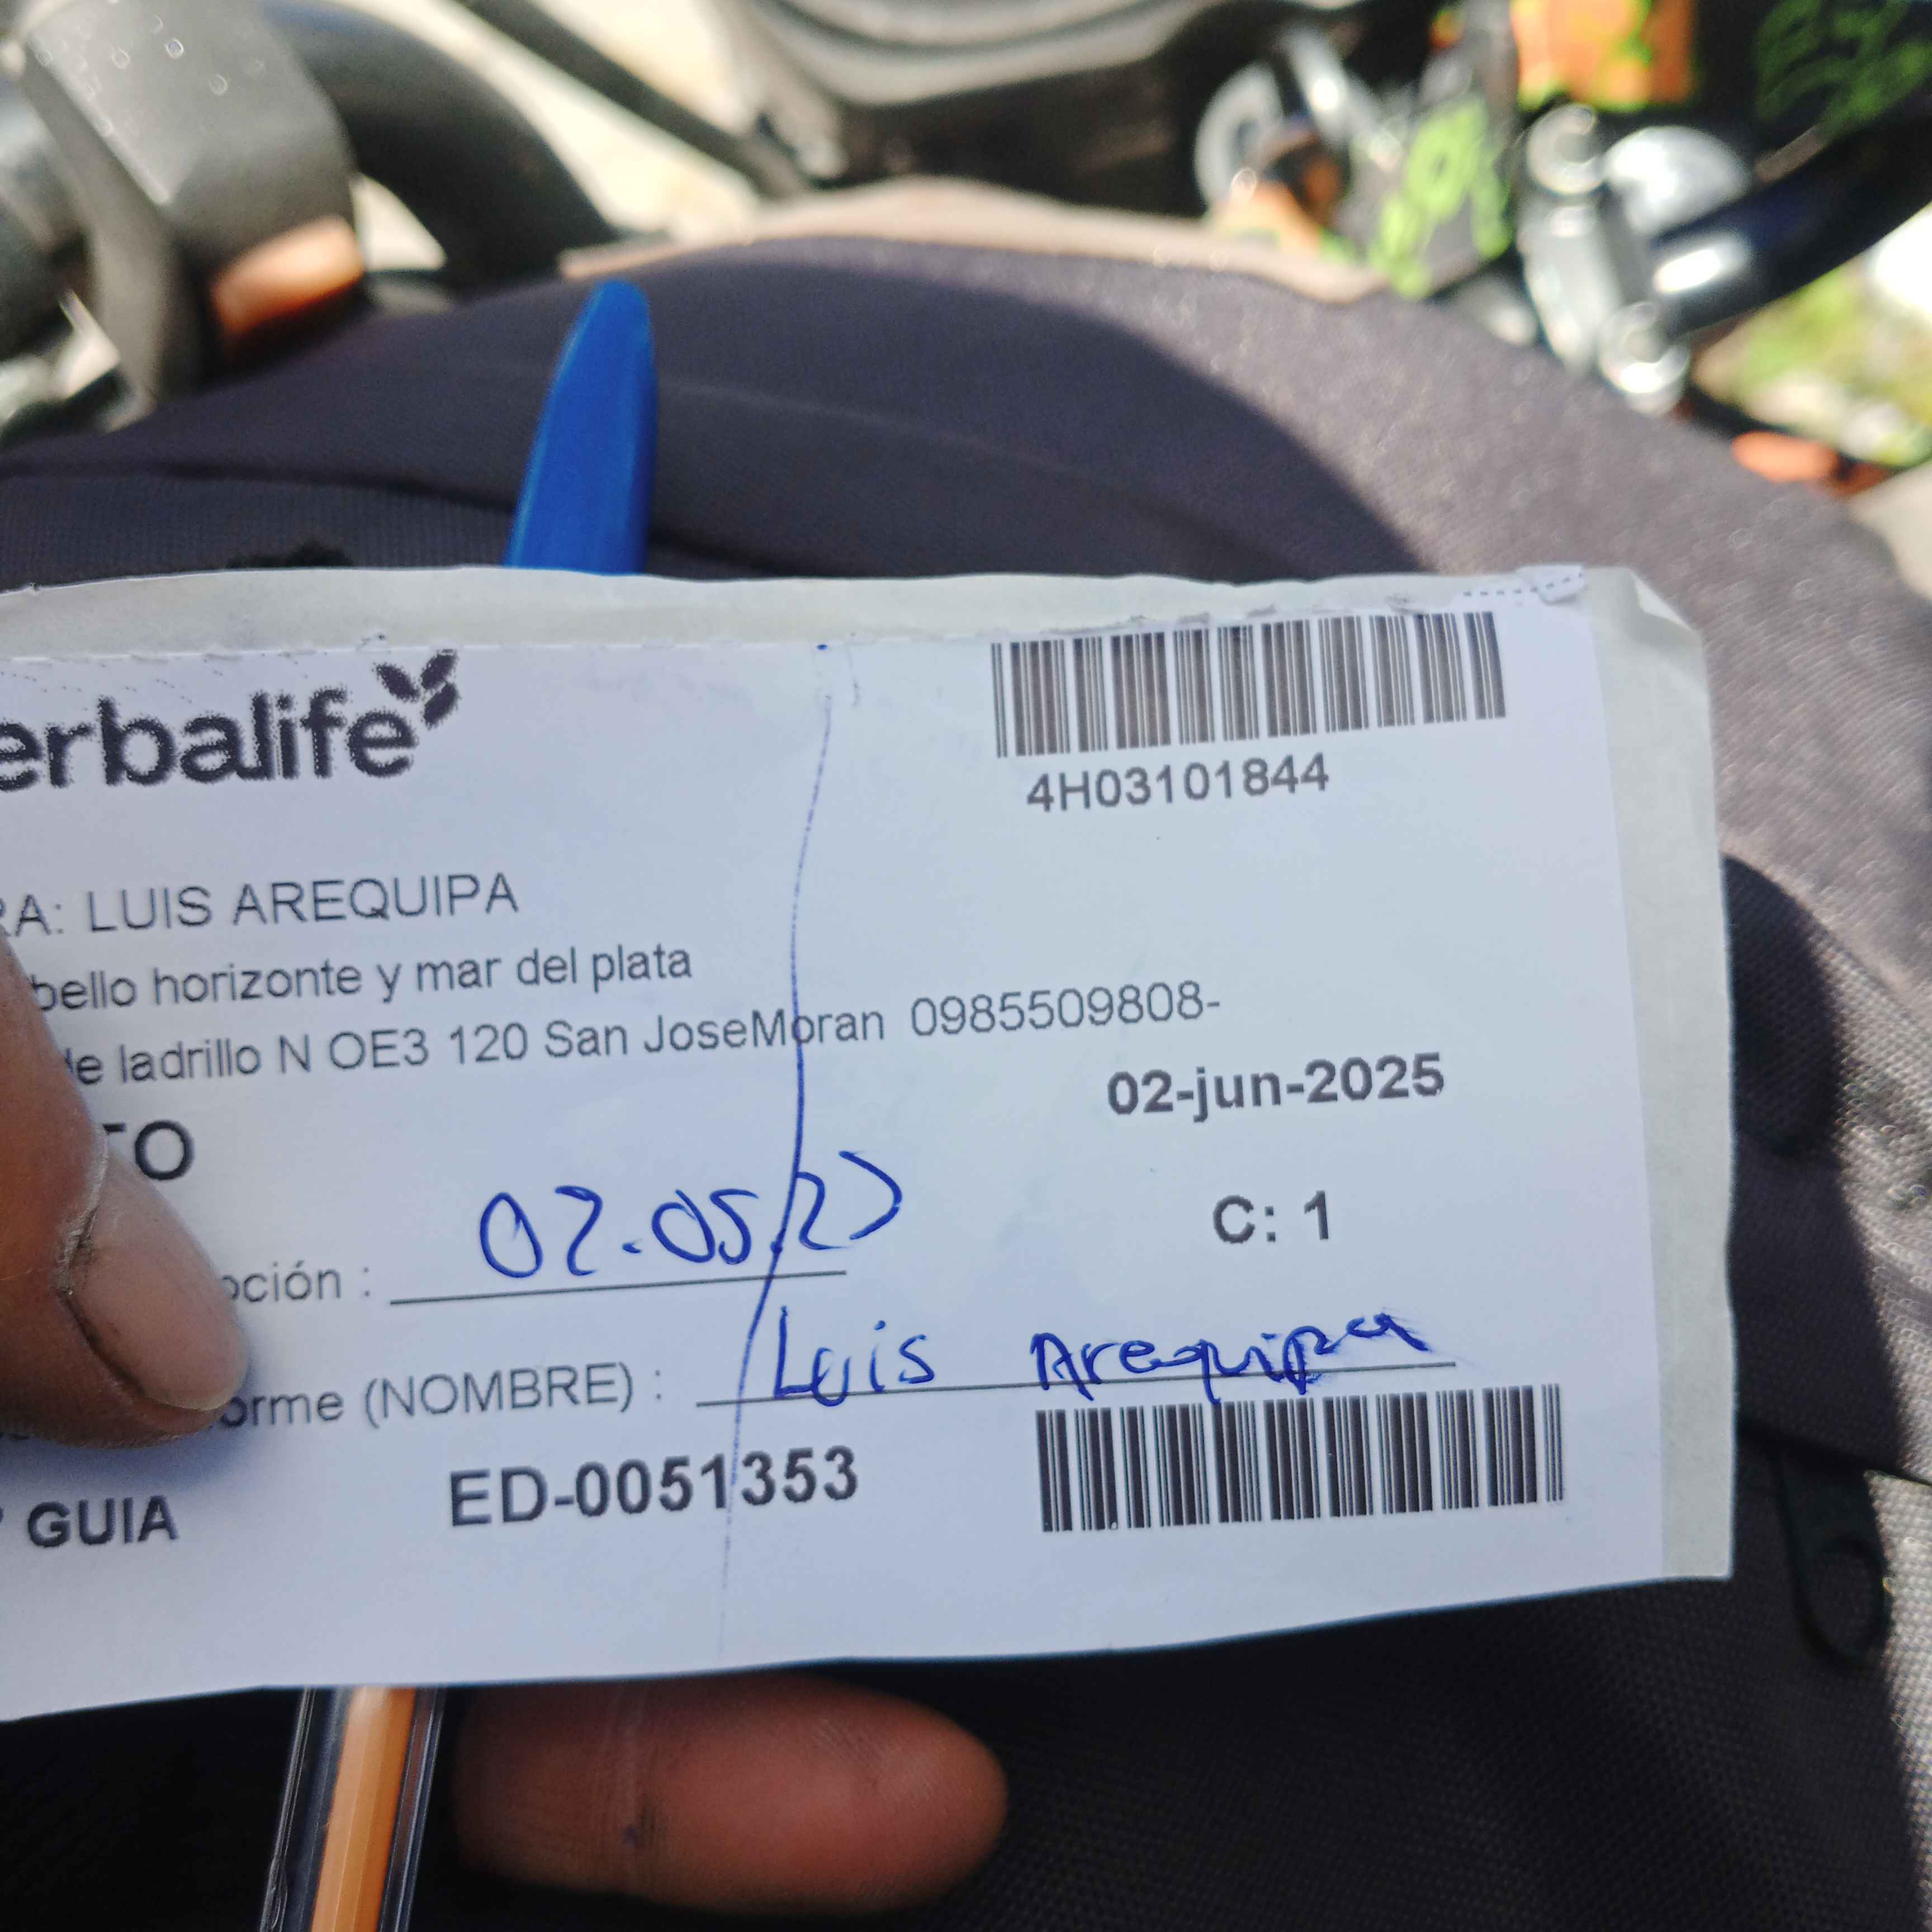 erbalife
4H03101844
RA: LUIS AREQUIPA
bello horizonte y mar del plata
de ladrillo N OE3 120 San JoseMoran 0985509808-
02-jun-2025
TO
C: 1
pción : 02.05.25
orme (NOMBRE) : Luis Arequipa
GUIA ED-0051353